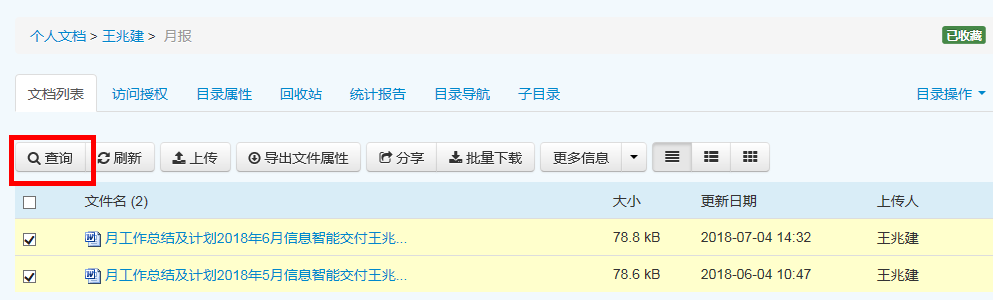 个人文档 > 王兆建 > 月报 已收藏
文档列表 访问授权 目录属性 回收站 统计报告 目录导航 子目录 目录操作
查询 刷新 上传 导出文件属性 分享 批量下载 更多信息
文件名 (2) 大小 更新日期 上传人
月工作总结及计划2018年6月信息智能交付王兆... 78.8 kB 2018-07-04 14:32 王兆建
月工作总结及计划2018年5月信息智能交付王兆... 78.6 kB 2018-06-04 10:47 王兆建